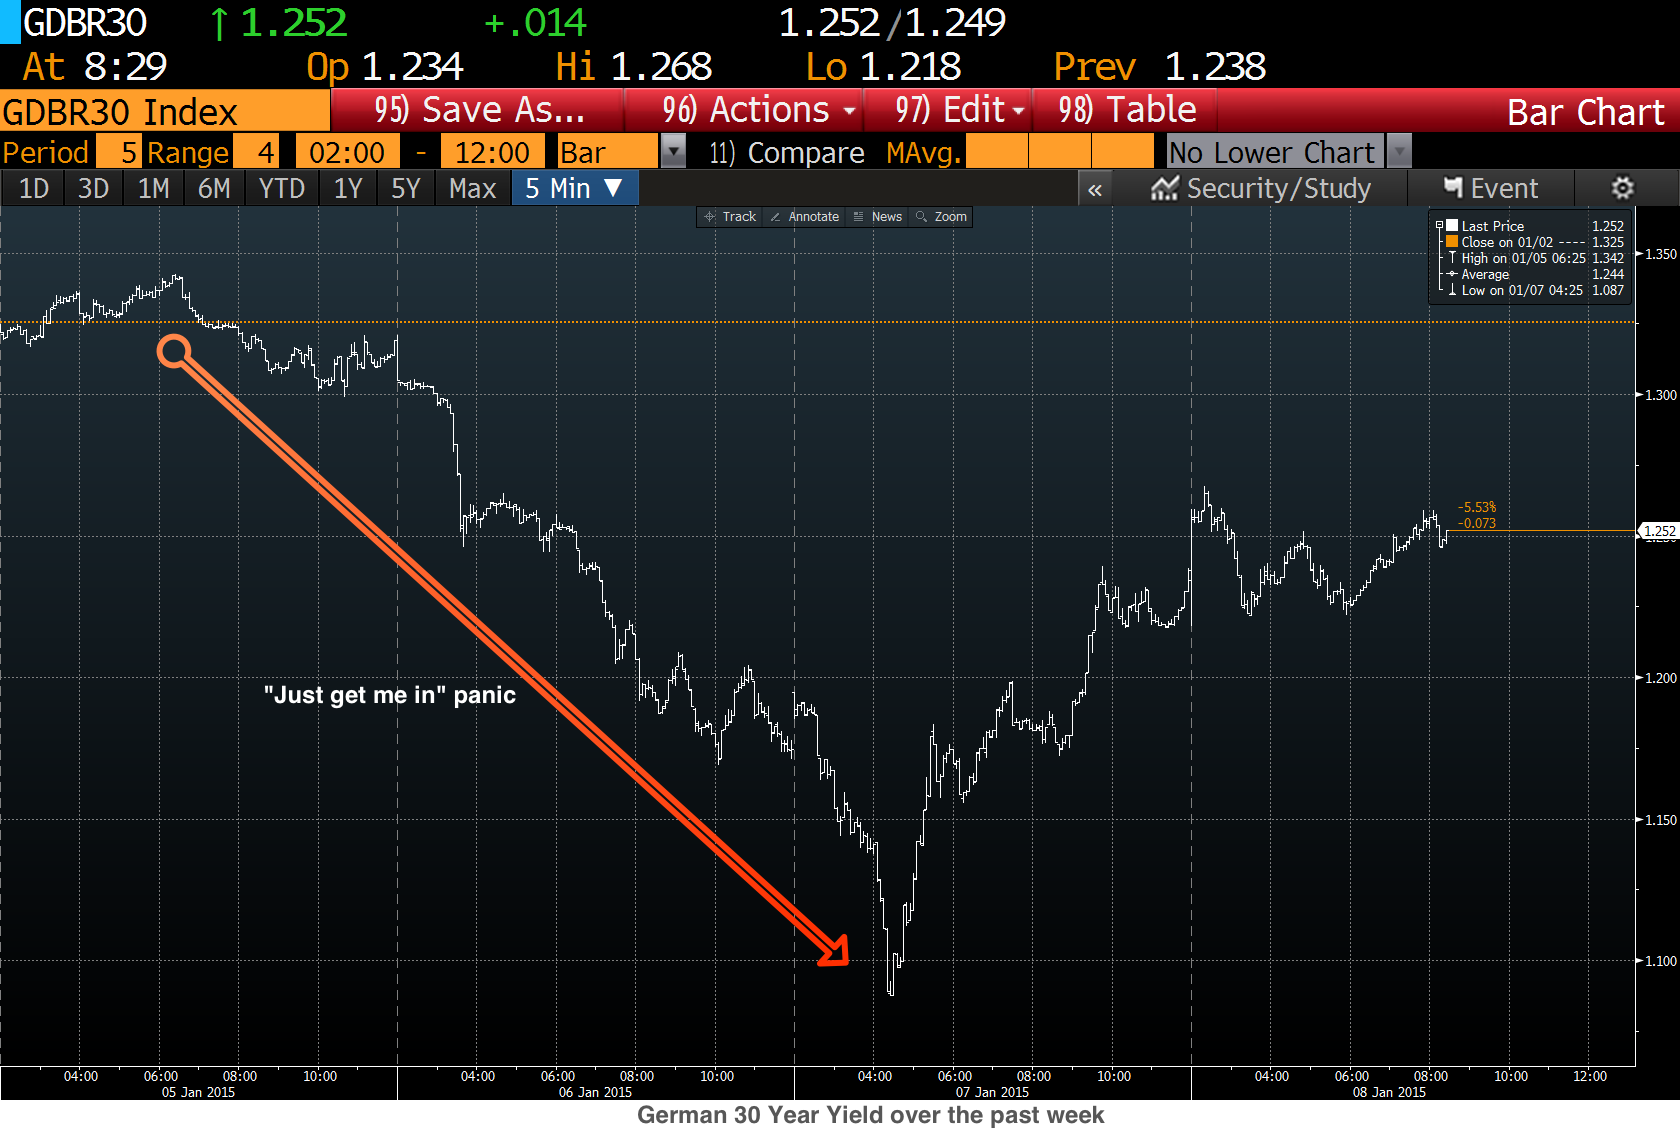 GDBR30 ↑ 1.252 +.014 1.252/1.249
At 8:29 Op 1.234 Hi 1.268 Lo 1.218 Prev 1.238
GDBR30 Index 95) Save As... 96) Actions 97) Edit 98) Table Bar Chart
Period 5 Range 4 02:00 - 12:00 Bar 11) Compare MAvg. No Lower Chart
1D 3D 1M 6M YTD 1Y 5Y Max 5 Min ▼ « Security/Study Event
Track Annotate News Zoom
Last Price 1.252
Close on 01/02 ---- 1.325
High on 01/05 06:25 1.342
Average 1.244
Low on 01/07 04:25 1.087
1.350
1.300
-5.53%
-0.073
1.252
1.250
1.200
"Just get me in" panic
1.150
1.100
04:00 06:00 08:00 10:00 04:00 06:00 08:00 10:00 04:00 06:00 08:00 10:00 04:00 06:00 08:00 10:00 12:00
05 Jan 2015 06 Jan 2015 07 Jan 2015 08 Jan 2015
German 30 Year Yield over the past week